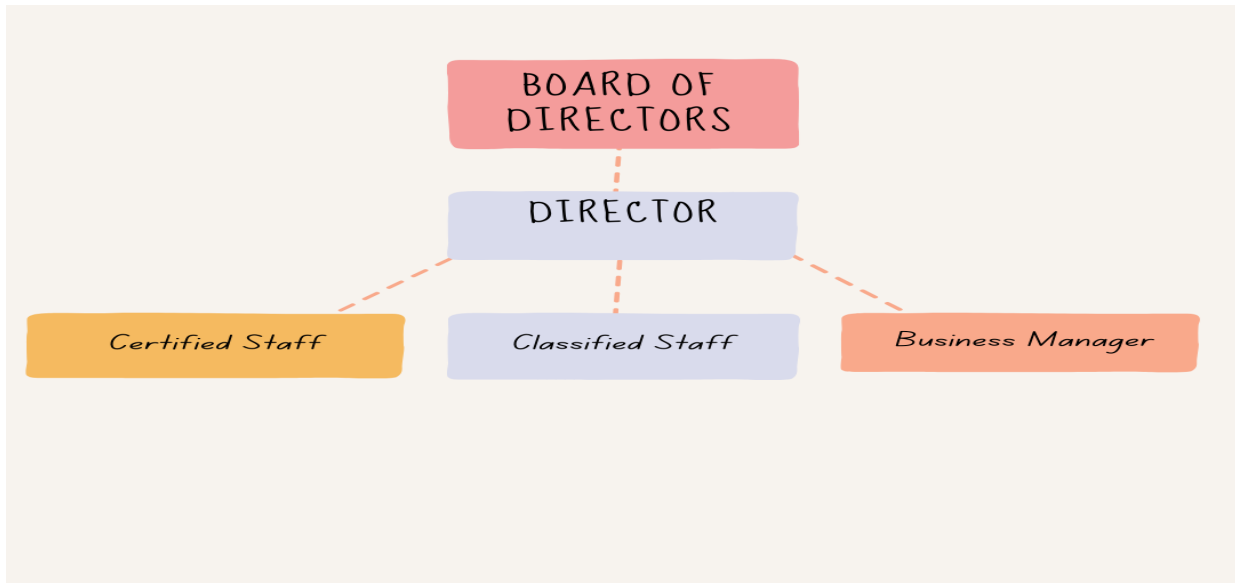 BOARD OF
DIRECTORS
DIRECTOR
Certified Staff
Classified Staff
Business Manager